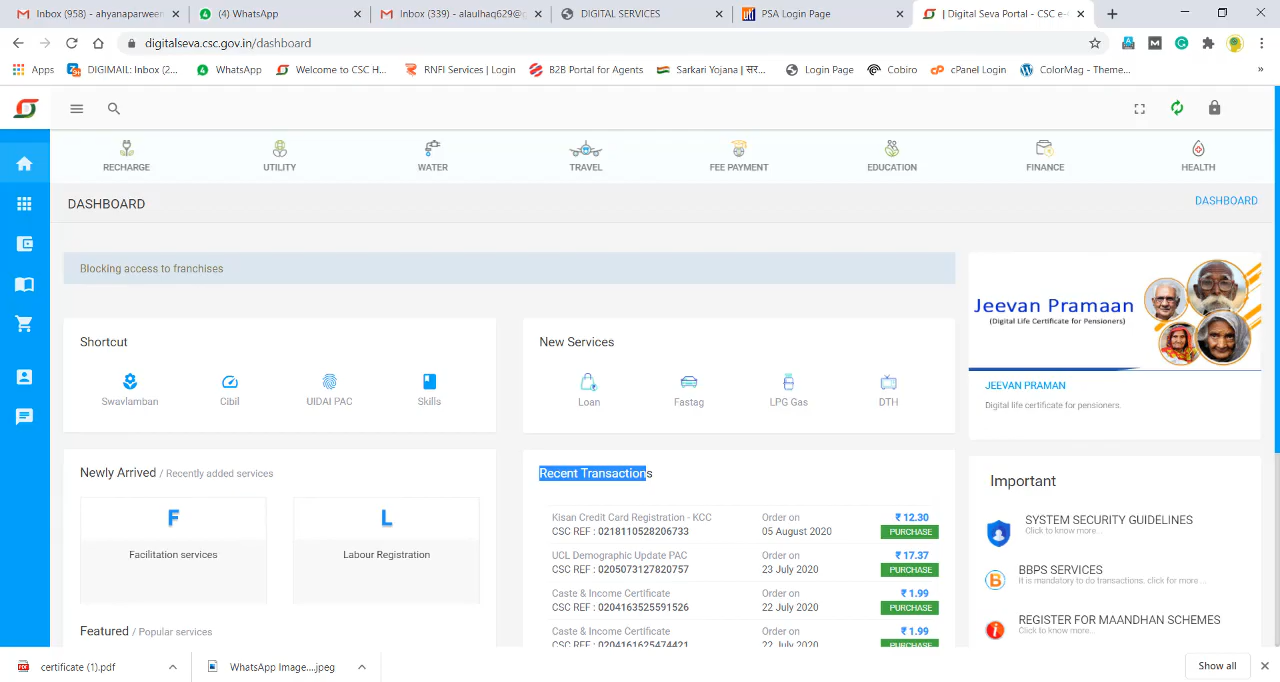 Inbox (958) - ahyanaparween
(4) WhatsApp
Inbox (339) - alaulhaq629@g
DIGITAL SERVICES
PSA Login Page
| Digital Seva Portal - CSC e-
digitalseva.csc.gov.in/dashboard
Apps
DIGIMAIL: Inbox (2...
WhatsApp
Welcome to CSC H...
RNFI Services | Login
B2B Portal for Agents
Sarkari Yojana | सर...
Login Page
Cobiro
cPanel Login
ColorMag - Theme...
»
RECHARGE
UTILITY
WATER
TRAVEL
FEE PAYMENT
EDUCATION
FINANCE
HEALTH
DASHBOARD
DASHBOARD
Blocking access to franchises
Shortcut
Swavlamban
Cibil
UIDAI PAC
Skills
New Services
Loan
Fastag
LPG Gas
DTH
Jeevan Pramaan
(Digital Life Certificate for Pensioners)
JEEVAN PRAMAN
Digital life certificate for pensioners.
Newly Arrived / Recently added services
F
Facilitation services
L
Labour Registration
Featured / Popular services
Recent Transactions
Kisan Credit Card Registration - KCC
CSC REF : 0218110528206733
Order on
05 August 2020
₹ 12.30
PURCHASE
UCL Demographic Update PAC
CSC REF : 0205073127820757
Order on
23 July 2020
₹ 17.37
PURCHASE
Caste & Income Certificate
CSC REF : 0204163525591526
Order on
22 July 2020
₹ 1.99
PURCHASE
Caste & Income Certificate
CSC REF : 0204161625474421
Order on
22 July 2020
₹ 1.99
PURCHASE
Important
SYSTEM SECURITY GUIDELINES
Click to know more...
BBPS SERVICES
It is mandatory to do transactions. click for more ...
REGISTER FOR MAANDHAN SCHEMES
Click to know more...
certificate (1).pdf
WhatsApp Image....jpeg
Show all